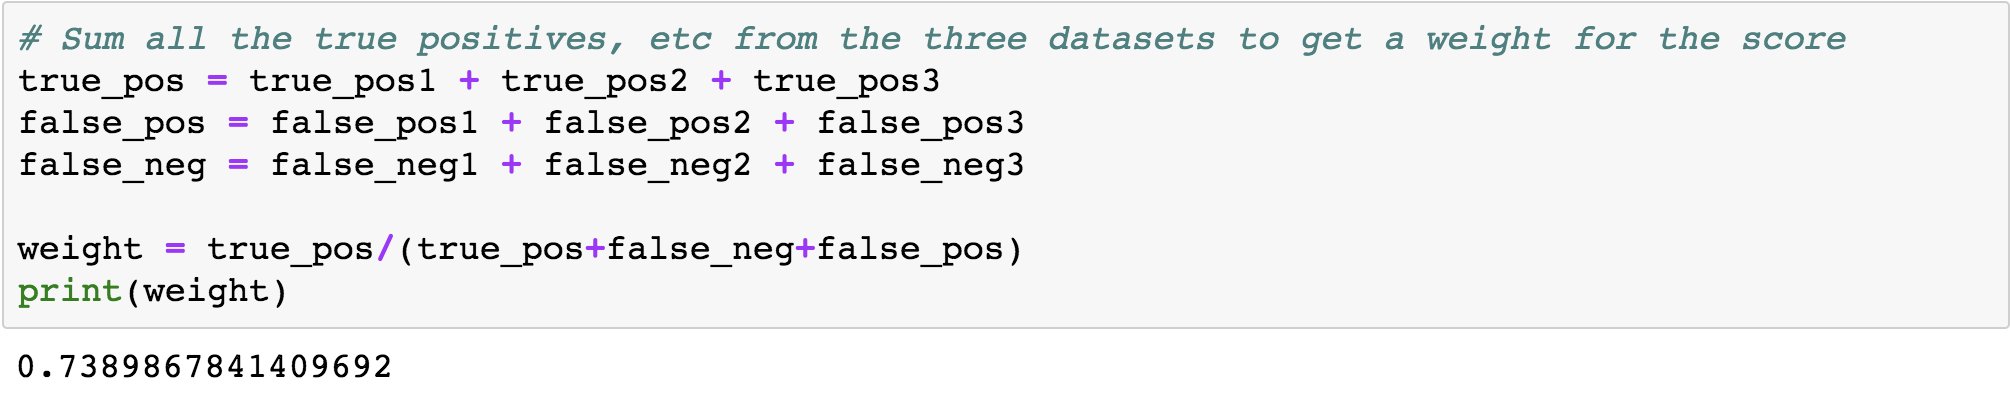 # Sum all the true positives, etc from the three datasets to get a weight for the score
true_pos = true_pos1 + true_pos2 + true_pos3
false_pos = false_pos1 + false_pos2 + false_pos3
false_neg = false_neg1 + false_neg2 + false_neg3
weight = true_pos/(true_pos+false_neg+false_pos)
print(weight)
0.7389867841409692